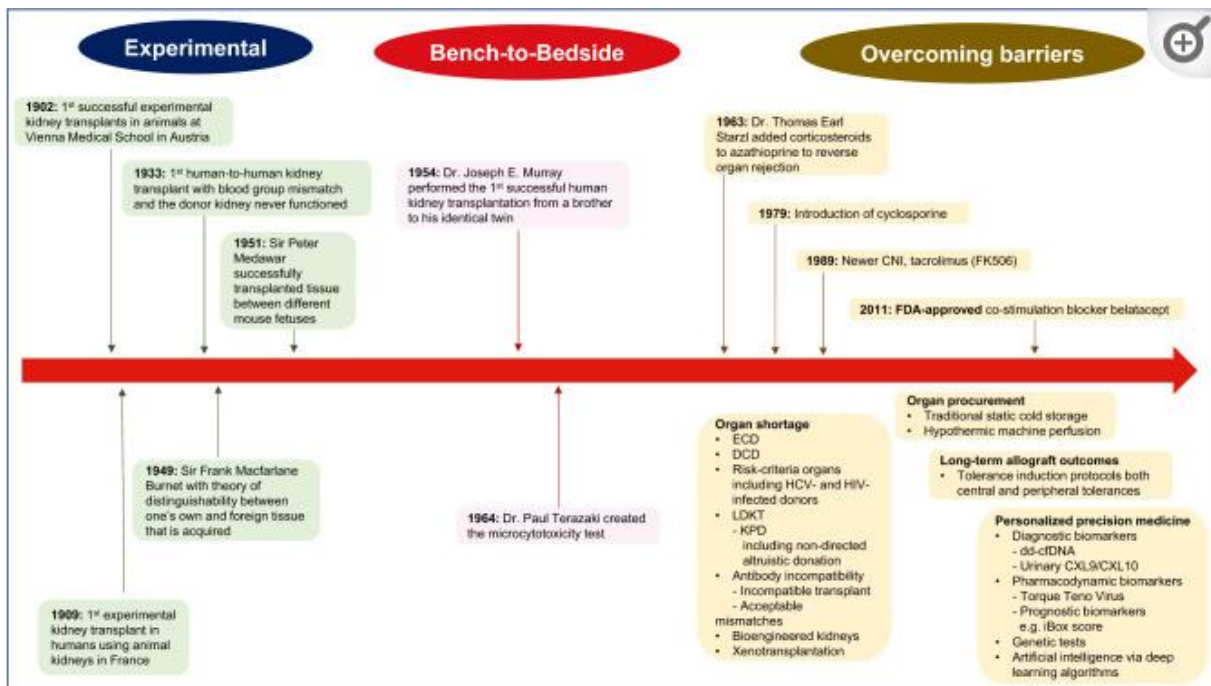 Experimental
Bench-to-Bedside
Overcoming barriers
1902: 1st successful experimental
kidney transplants in animals at
Vienna Medical School in Austria
1933: 1st human-to-human kidney
transplant with blood group mismatch
and the donor kidney never functioned
1951: Sir Peter
Medawar
successfully
transplanted tissue
between different
mouse fetuses
1954: Dr. Joseph E. Murray
performed the 1st successful human
kidney transplantation from a brother
to his identical twin
1963: Dr. Thomas Earl
Starzl added corticosteroids
to azathioprine to reverse
organ rejection
1979: Introduction of cyclosporine
1989: Newer CNI, tacrolimus (FK506)
2011: FDA-approved co-stimulation blocker belatacept
1949: Sir Frank Macfarlane
Burnet with theory of
distinguishability between
one's own and foreign tissue
that is acquired
1909: 1st experimental
kidney transplant in
humans using animal
kidneys in France
1964: Dr. Paul Terazaki created
the microcytotoxicity test
Organ shortage
• ECD
• DCD
• Risk-criteria organs
including HCV- and HIV-
infected donors
• LDKT
- KPD
including non-directed
altruistic donation
• Antibody incompatibility
- Incompatible transplant
- Acceptable
mismatches
• Bioengineered kidneys
• Xenotransplantation
Organ procurement
• Traditional static cold storage
• Hypothermic machine perfusion
Long-term allograft outcomes
• Tolerance induction protocols both
central and peripheral tolerances
Personalized precision medicine
• Diagnostic biomarkers
- dd-cfDNA
- Urinary CXL9/CXL10
• Pharmacodynamic biomarkers
- Torque Teno Virus
- Prognostic biomarkers
e.g. iBox score
• Genetic tests
• Artificial intelligence via deep
learning algorithms